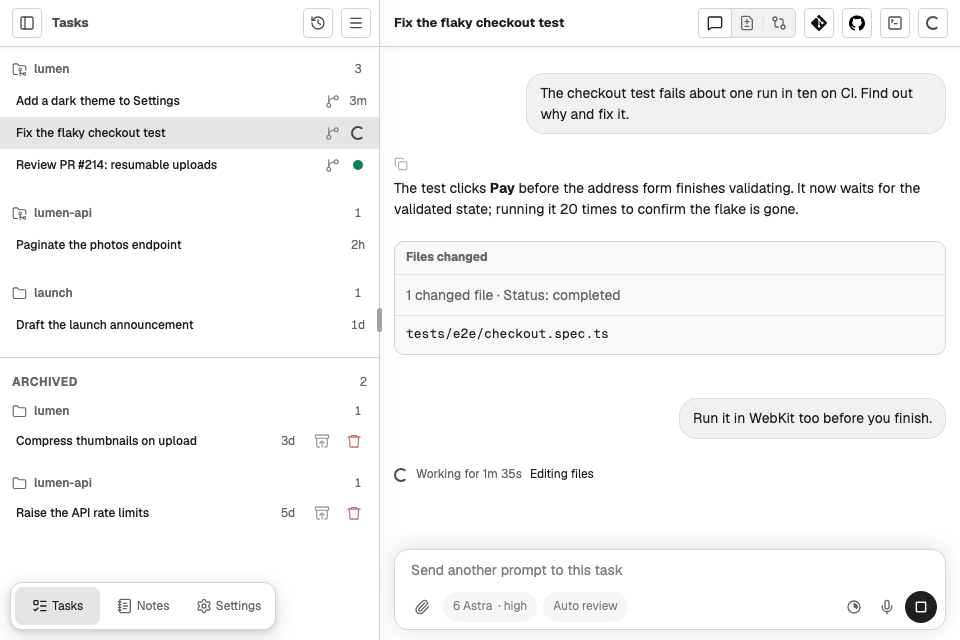 Tasks
Fix the flaky checkout test
lumen 3
Add a dark theme to Settings 3m
Fix the flaky checkout test
Review PR #214: resumable uploads
lumen-api 1
Paginate the photos endpoint 2h
launch 1
Draft the launch announcement 1d
ARCHIVED 2
lumen 1
Compress thumbnails on upload 3d
lumen-api 1
Raise the API rate limits 5d
Tasks Notes Settings
The checkout test fails about one run in ten on CI. Find out
why and fix it.
The test clicks Pay before the address form finishes validating. It now waits for the
validated state; running it 20 times to confirm the flake is gone.
Files changed
1 changed file · Status: completed
tests/e2e/checkout.spec.ts
Run it in WebKit too before you finish.
Working for 1m 35s Editing files
Send another prompt to this task
6 Astra · high Auto review